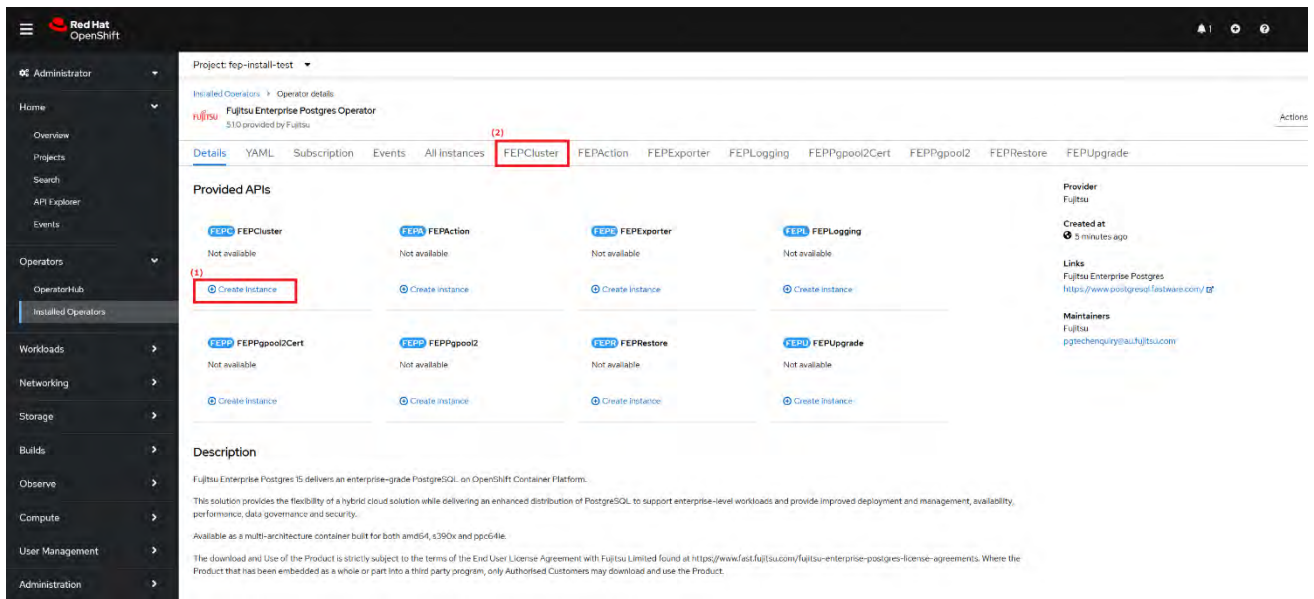 Red Hat
OpenShift
1
Administrator
Home
Overview
Projects
Search
API Explorer
Events
Operators
OperatorHub
Installed Operators
Workloads
Networking
Storage
Builds
Observe
Compute
User Management
Administration
Project: fep-install-test
Installed Operators > Operator details
FUJITSU
Fujitsu Enterprise Postgres Operator
5.1.0 provided by Fujitsu
Actions
(2)
Details YAML Subscription Events All instances FEPCluster FEPAction FEPExporter FEPLogging FEPPgpool2Cert FEPPgpool2 FEPRestore FEPUpgrade
Provided APIs
FEPC FEPCluster FEPA FEPAction FEPE FEPExporter FEPL FEPLogging
Not available Not available Not available Not available
(1)
Create instance Create instance Create instance Create instance
FEPP FEPPgpool2Cert FEPP FEPPgpool2 FEPR FEPRestore FEPU FEPUpgrade
Not available Not available Not available Not available
Create instance Create instance Create instance Create instance
Provider
Fujitsu
Created at
5 minutes ago
Links
Fujitsu Enterprise Postgres
https://www.postgresql.fastware.com/
Maintainers
Fujitsu
pgtechenquiry@au.fujitsu.com
Description
Fujitsu Enterprise Postgres 15 delivers an enterprise-grade PostgreSQL on OpenShift Container Platform.
This solution provides the flexibility of a hybrid cloud solution while delivering an enhanced distribution of PostgreSQL to support enterprise-level workloads and provide improved deployment and management, availability,
performance, data governance and security.
Available as a multi-architecture container built for both amd64, s390x and ppc64le.
The download and Use of the Product is strictly subject to the terms of the End User License Agreement with Fujitsu Limited found at https://www.fast.fujitsu.com/fujitsu-enterprise-postgres-license-agreements. Where the
Product that has been embedded as a whole or part into a third party program, only Authorised Customers may download and use the Product.